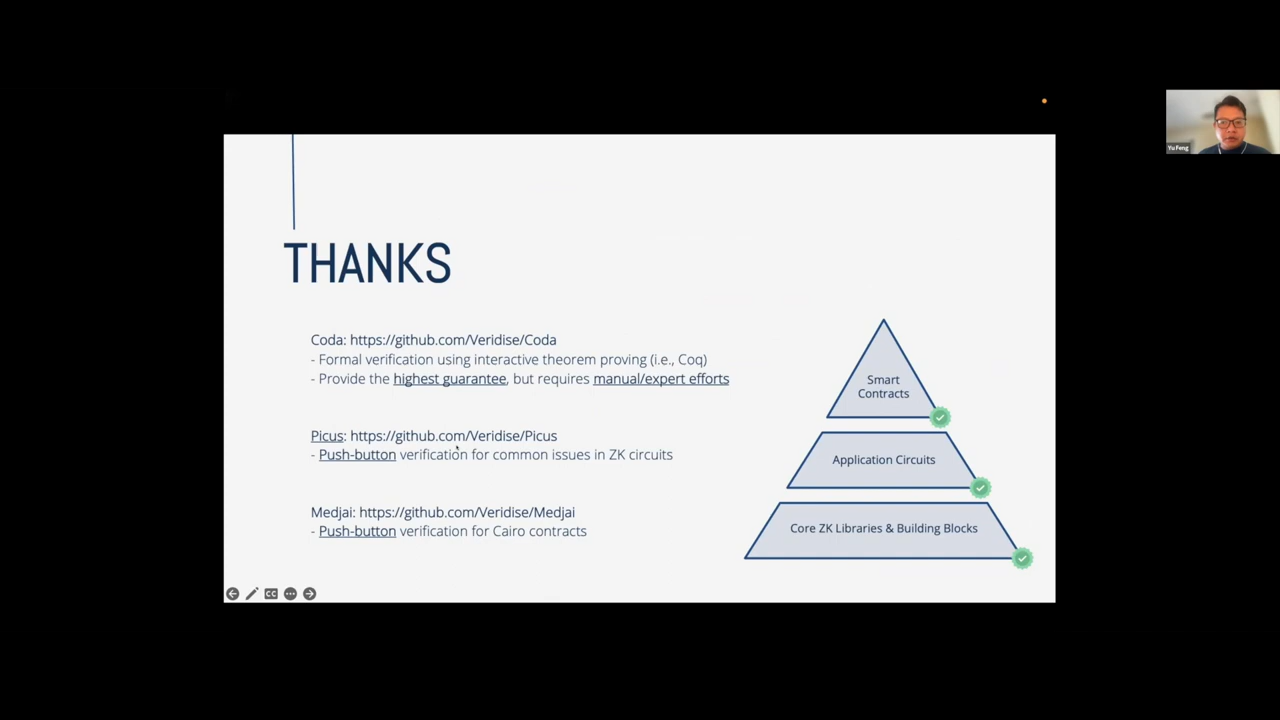 THANKS
Coda: https://github.com/Veridise/Coda
- Formal verification using interactive theorem proving (i.e., Coq)
- Provide the highest guarantee, but requires manual/expert efforts
Picus: https://github.com/Veridise/Picus
- Push-button verification for common issues in ZK circuits
Medjai: https://github.com/Veridise/Medjai
- Push-button verification for Cairo contracts
Smart
Contracts
Application Circuits
Core ZK Libraries & Building Blocks
CC
Yu Feng